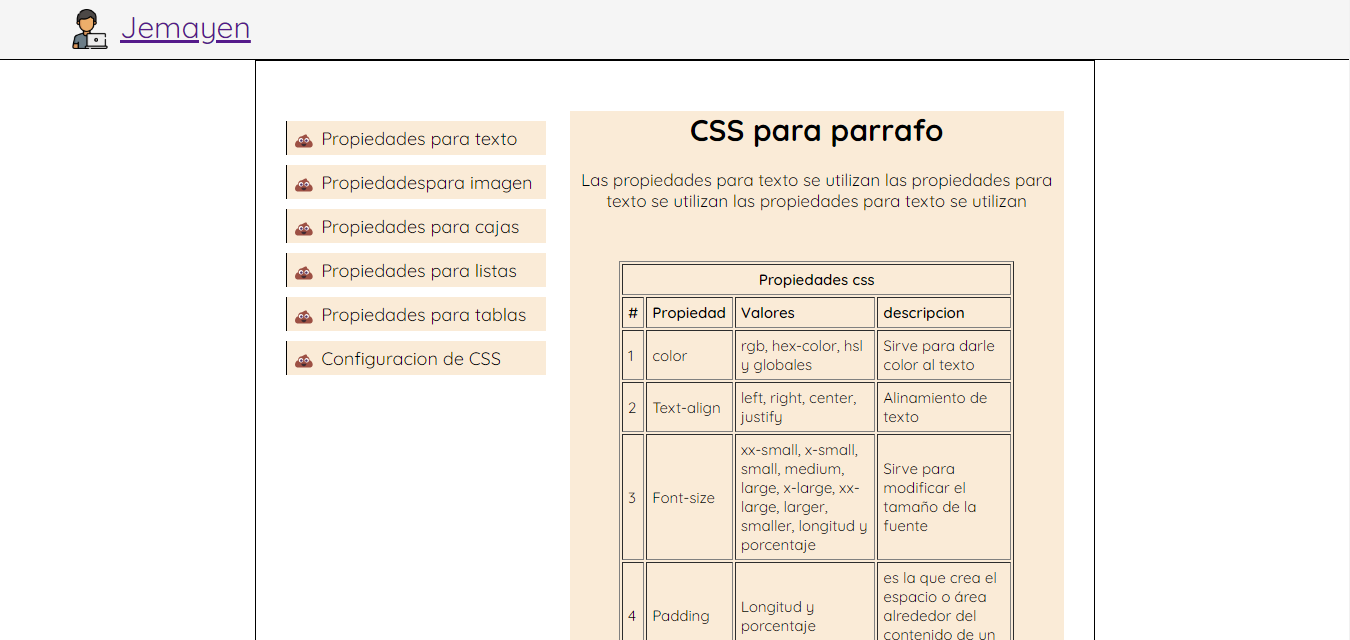 Jemayen
Propiedades para texto
Propiedadespara imagen
Propiedades para cajas
Propiedades para listas
Propiedades para tablas
Configuracion de CSS
CSS para parrafo
Las propiedades para texto se utilizan las propiedades para
texto se utilizan las propiedades para texto se utilizan
Propiedades css
# Propiedad Valores descripcion
1
color
rgb, hex-color, hsl
y globales
Sirve para darle
color al texto
2
Text-align
left, right, center,
justify
Alinamiento de
texto
3
Font-size
xx-small, x-small,
small, medium,
large, x-large, xx-
large, larger,
smaller, longitud y
porcentaje
Sirve para
modificar el
tamaño de la
fuente
4
Padding
Longitud y
porcentaje
es la que crea el
espacio o área
alrededor del
contenido de un